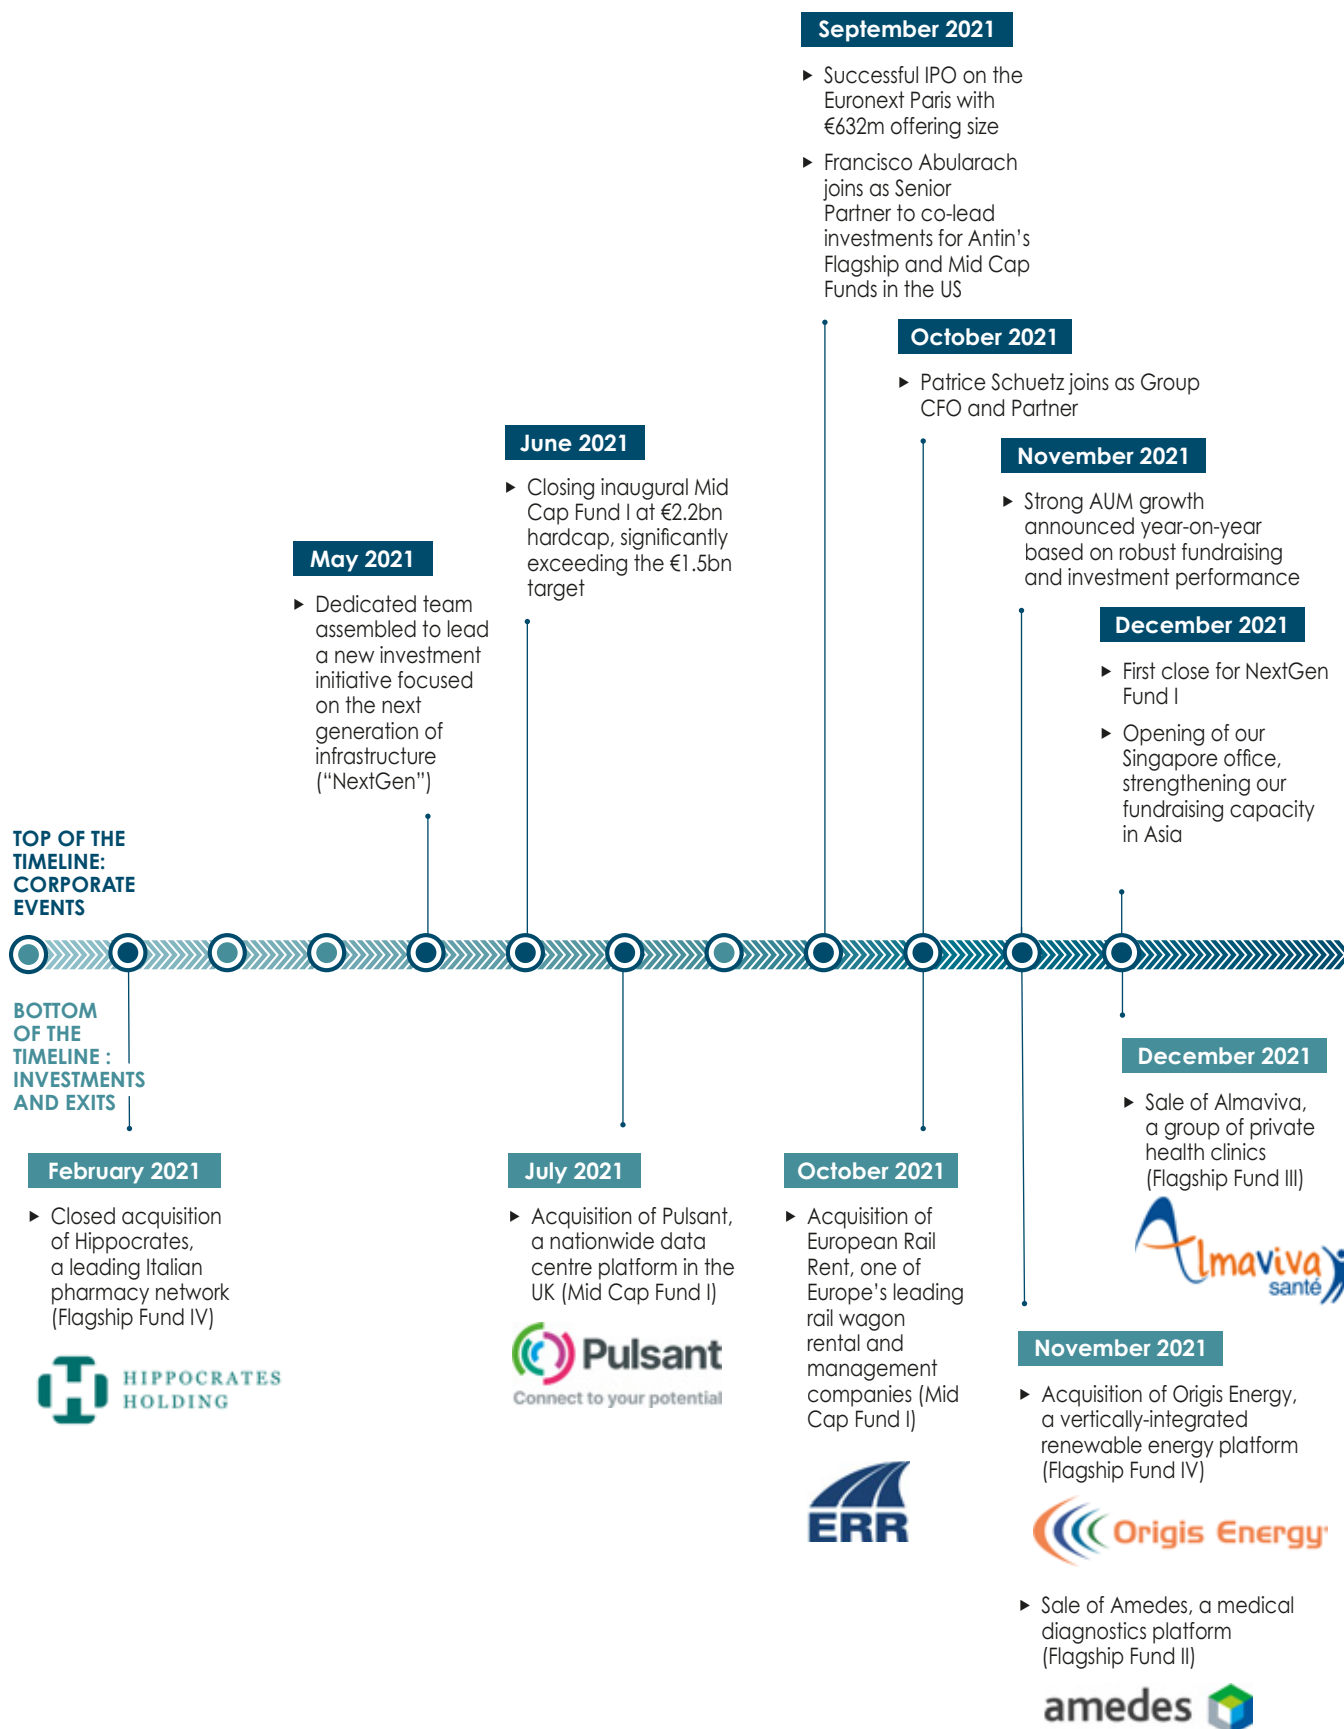 September 2021
▸ Successful IPO on the
Euronext Paris with
€632m offering size
▸ Francisco Abularach
joins as Senior
Partner to co-lead
investments for Antin’s
Flagship and Mid Cap
Funds in the US
October 2021
▸ Patrice Schuetz joins as Group
CFO and Partner
June 2021
▸ Closing inaugural Mid
Cap Fund I at €2.2bn
hardcap, significantly
exceeding the €1.5bn
target
November 2021
▸ Strong AUM growth
announced year-on-year
based on robust fundraising
and investment performance
May 2021
▸ Dedicated team
assembled to lead
a new investment
initiative focused
on the next
generation of
infrastructure
(“NextGen”)
December 2021
▸ First close for NextGen
Fund I
▸ Opening of our
Singapore office,
strengthening our
fundraising capacity
in Asia
TOP OF THE
TIMELINE:
CORPORATE
EVENTS
BOTTOM
OF THE
TIMELINE :
INVESTMENTS
AND EXITS
February 2021
▸ Closed acquisition
of Hippocrates,
a leading Italian
pharmacy network
(Flagship Fund IV)
HIPPOCRATES
HOLDING
July 2021
▸ Acquisition of Pulsant,
a nationwide data
centre platform in the
UK (Mid Cap Fund I)
Pulsant
Connect to your potential
October 2021
▸ Acquisition of
European Rail
Rent, one of
Europe’s leading
rail wagon
rental and
management
companies (Mid
Cap Fund I)
ERR
December 2021
▸ Sale of Almaviva,
a group of private
health clinics
(Flagship Fund III)
Almaviva
santé
November 2021
▸ Acquisition of Origis Energy,
a vertically-integrated
renewable energy platform
(Flagship Fund IV)
Origis Energy
▸ Sale of Amedes, a medical
diagnostics platform
(Flagship Fund II)
amedes